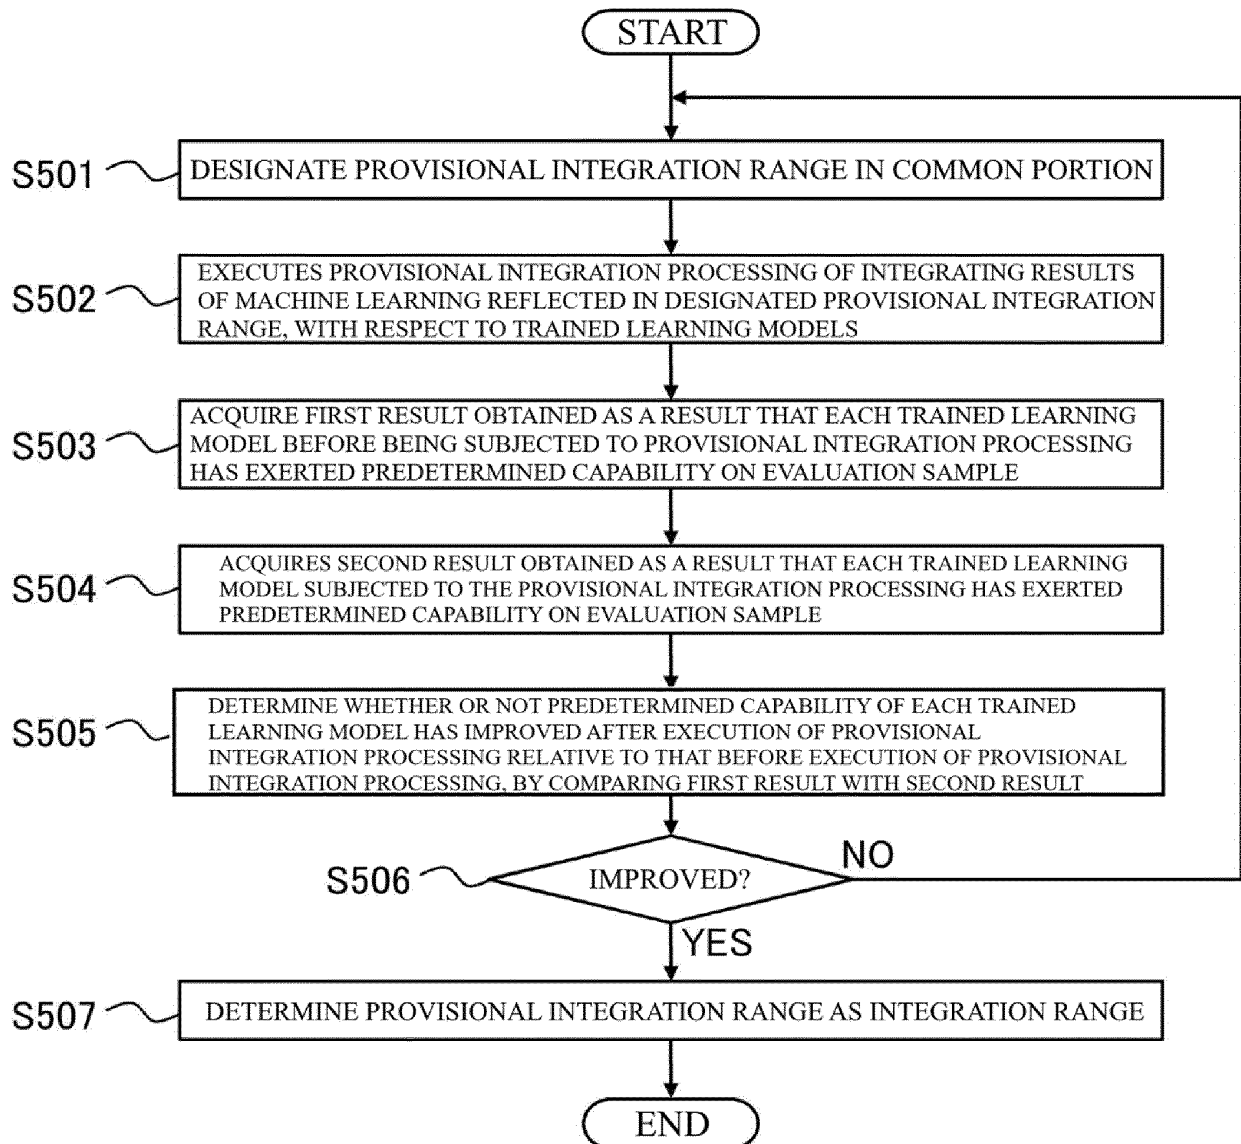 START
S501
DESIGNATE PROVISIONAL INTEGRATION RANGE IN COMMON PORTION
S502
EXECUTES PROVISIONAL INTEGRATION PROCESSING OF INTEGRATING RESULTS
OF MACHINE LEARNING REFLECTED IN DESIGNATED PROVISIONAL INTEGRATION
RANGE, WITH RESPECT TO TRAINED LEARNING MODELS
S503
ACQUIRE FIRST RESULT OBTAINED AS A RESULT THAT EACH TRAINED LEARNING
MODEL BEFORE BEING SUBJECTED TO PROVISIONAL INTEGRATION PROCESSING
HAS EXERTED PREDETERMINED CAPABILITY ON EVALUATION SAMPLE
S504
ACQUIRES SECOND RESULT OBTAINED AS A RESULT THAT EACH TRAINED LEARNING
MODEL SUBJECTED TO THE PROVISIONAL INTEGRATION PROCESSING HAS EXERTED
PREDETERMINED CAPABILITY ON EVALUATION SAMPLE
S505
DETERMINE WHETHER OR NOT PREDETERMINED CAPABILITY OF EACH TRAINED
LEARNING MODEL HAS IMPROVED AFTER EXECUTION OF PROVISIONAL
INTEGRATION PROCESSING RELATIVE TO THAT BEFORE EXECUTION OF PROVISIONAL
INTEGRATION PROCESSING, BY COMPARING FIRST RESULT WITH SECOND RESULT
S506
IMPROVED?
NO
YES
S507
DETERMINE PROVISIONAL INTEGRATION RANGE AS INTEGRATION RANGE
END